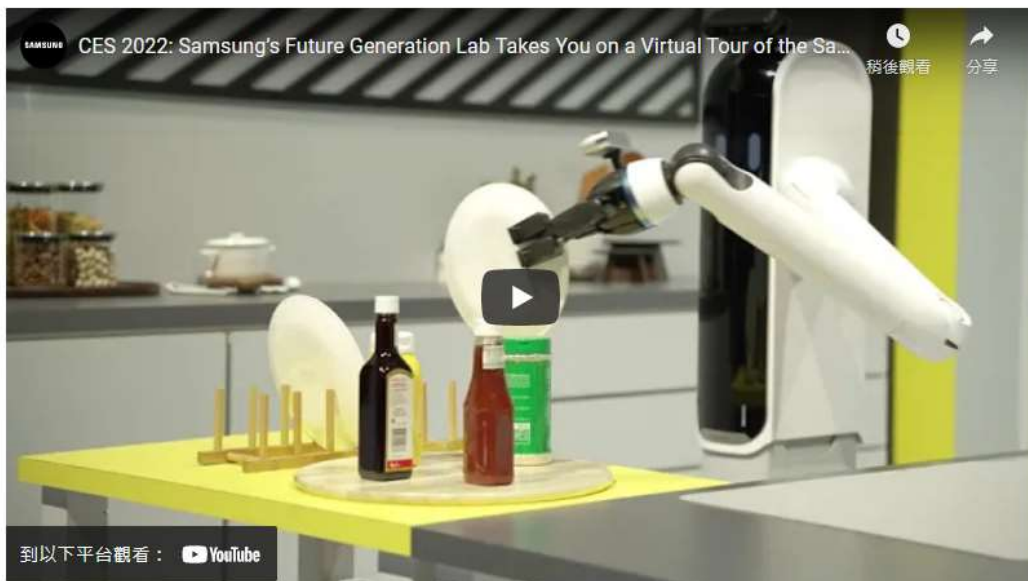 SAMSUNG
CES 2022: Samsung's Future Generation Lab Takes You on a Virtual Tour of the Sa...
稍後觀看
分享
到以下平台觀看：
YouTube